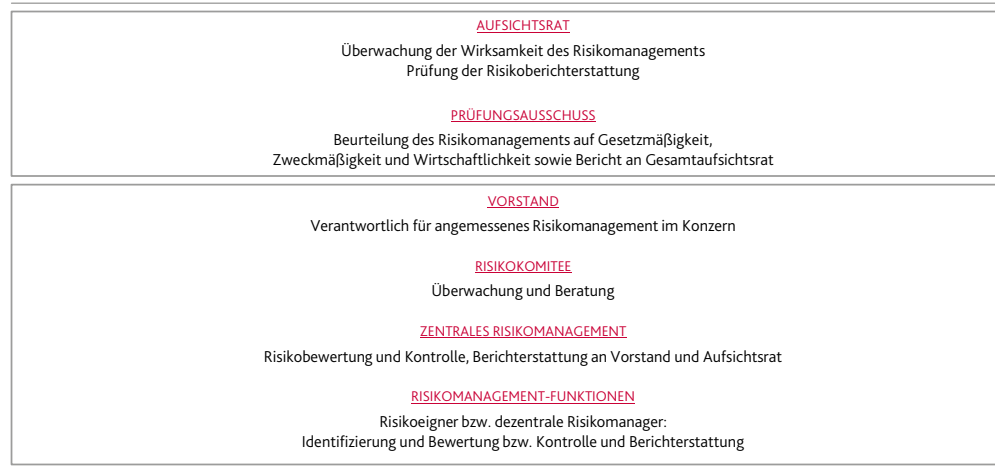 AUFSICHTSRAT
Überwachung der Wirksamkeit des Risikomanagements
Prüfung der Risikoberichterstattung
PRÜFUNGSAUSSCHUSS
Beurteilung des Risikomanagements auf Gesetzmäßigkeit,
Zweckmäßigkeit und Wirtschaftlichkeit sowie Bericht an Gesamtaufsichtsrat
VORSTAND
Verantwortlich für angemessenes Risikomanagement im Konzern
RISIKOKOMITEE
Überwachung und Beratung
ZENTRALES RISIKOMANAGEMENT
Risikobewertung und Kontrolle, Berichterstattung an Vorstand und Aufsichtsrat
RISIKOMANAGEMENT-FUNKTIONEN
Risikoeigner bzw. dezentrale Risikomanager:
Identifizierung und Bewertung bzw. Kontrolle und Berichterstattung